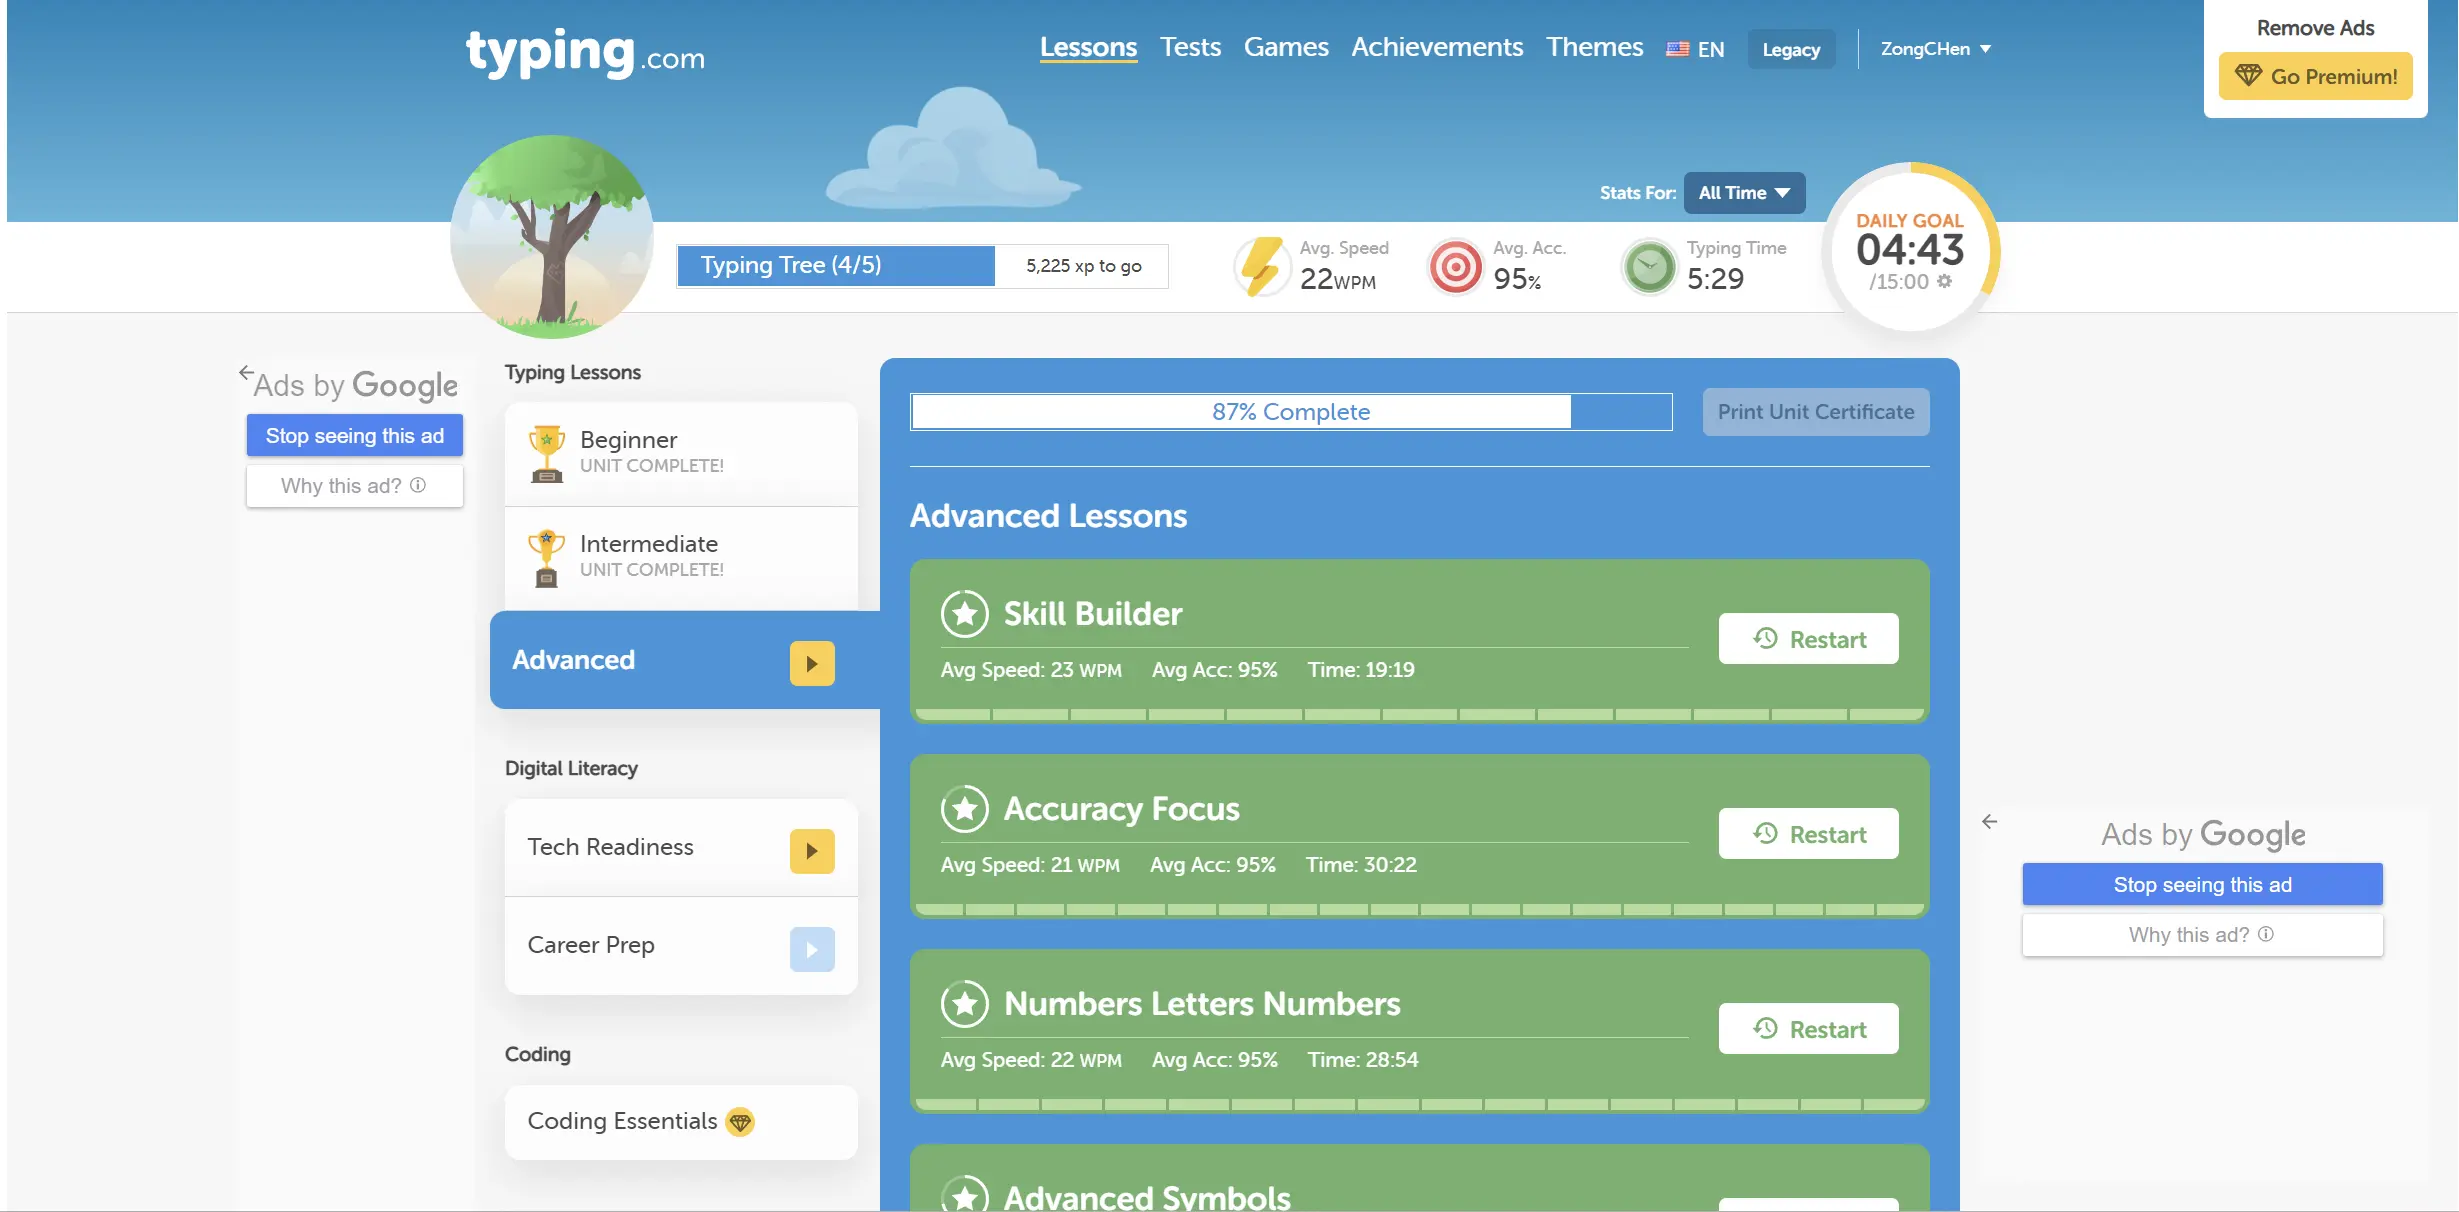 typing.com
Lessons Tests Games Achievements Themes EN Legacy ZongCHen
Remove Ads
Go Premium!
Stats For: All Time
DAILY GOAL
04:43
/15:00
Typing Tree (4/5) 5,225 xp to go
Avg. Speed
22WPM
Avg. Acc.
95%
Typing Time
5:29
Ads by Google
Stop seeing this ad
Why this ad?
Typing Lessons
Beginner
UNIT COMPLETE!
Intermediate
UNIT COMPLETE!
Advanced
Digital Literacy
Tech Readiness
Career Prep
Coding
Coding Essentials
87% Complete
Print Unit Certificate
Advanced Lessons
Skill Builder
Avg Speed: 23 WPM Avg Acc: 95% Time: 19:19
Restart
Accuracy Focus
Avg Speed: 21 WPM Avg Acc: 95% Time: 30:22
Restart
Numbers Letters Numbers
Avg Speed: 22 WPM Avg Acc: 95% Time: 28:54
Restart
Advanced Symbols
Ads by Google
Stop seeing this ad
Why this ad?